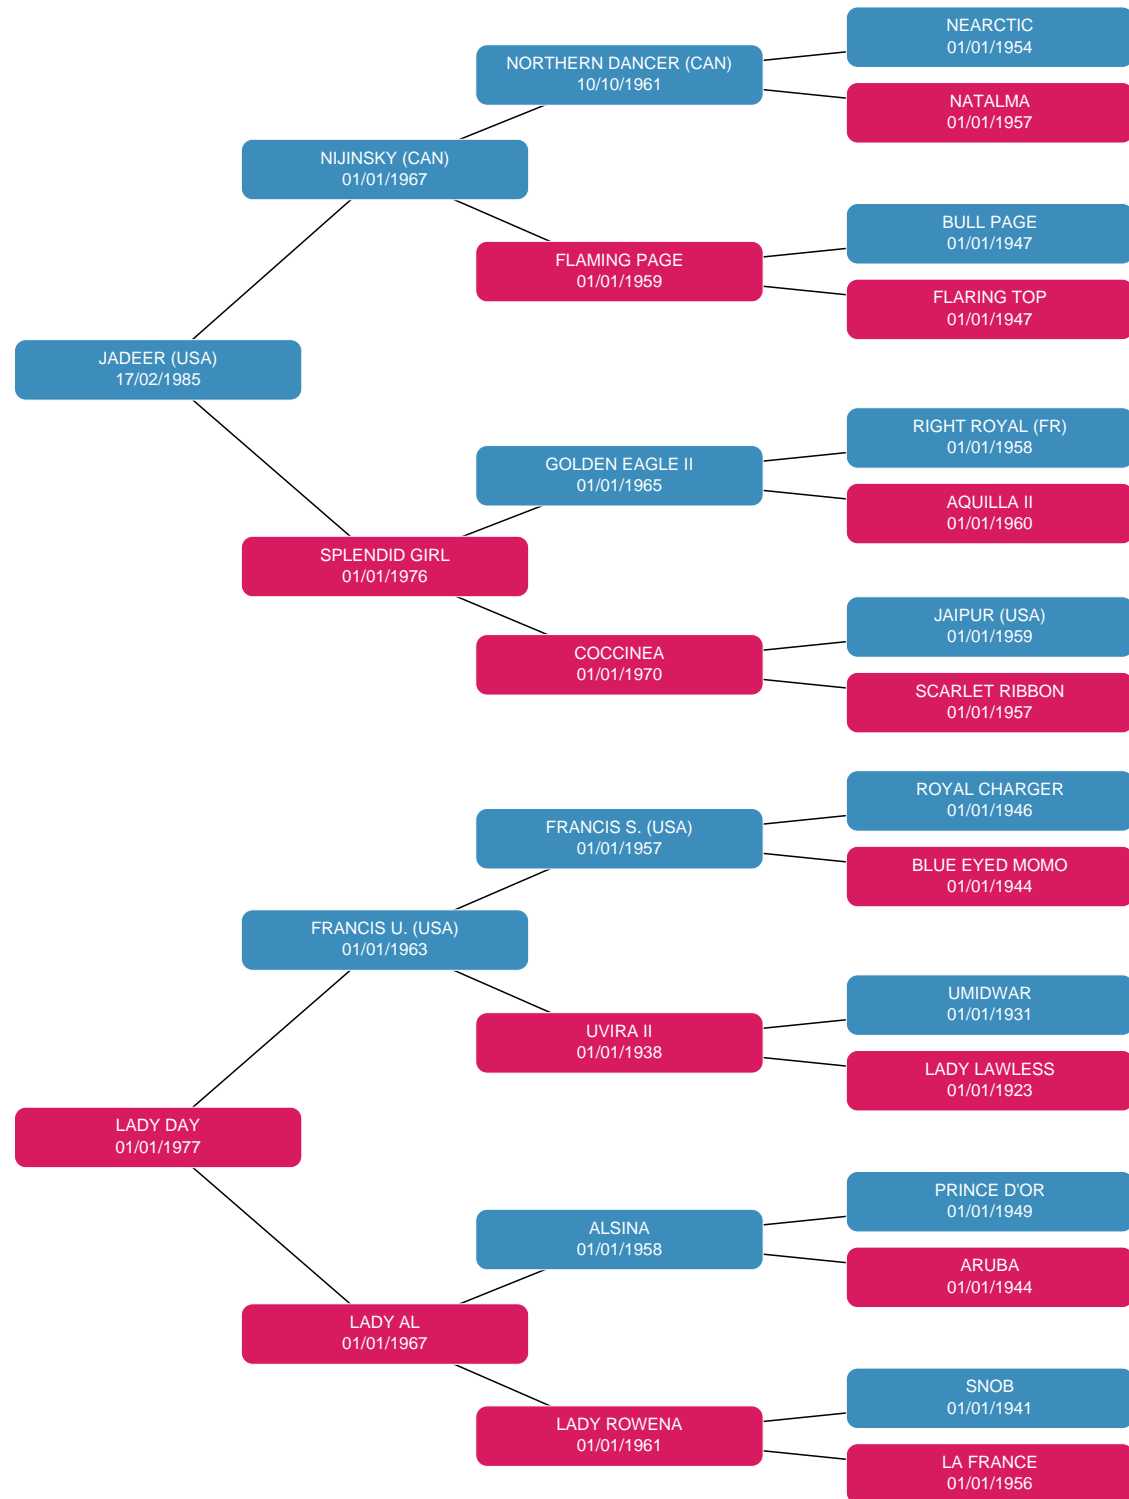 NEARCTIC
01/01/1954
NORTHERN DANCER (CAN)
10/10/1961
NATALMA
01/01/1957
NIJINSKY (CAN)
01/01/1967
BULL PAGE
01/01/1947
FLAMING PAGE
01/01/1959
FLARING TOP
01/01/1947
JADEER (USA)
17/02/1985
RIGHT ROYAL (FR)
01/01/1958
GOLDEN EAGLE II
01/01/1965
AQUILLA II
01/01/1960
SPLENDID GIRL
01/01/1976
JAIPUR (USA)
01/01/1959
COCCINEA
01/01/1970
SCARLET RIBBON
01/01/1957
ROYAL CHARGER
01/01/1946
FRANCIS S. (USA)
01/01/1957
BLUE EYED MOMO
01/01/1944
FRANCIS U. (USA)
01/01/1963
UMIDWAR
01/01/1931
UVIRA II
01/01/1938
LADY LAWLESS
01/01/1923
LADY DAY
01/01/1977
PRINCE D'OR
01/01/1949
ALSINA
01/01/1958
ARUBA
01/01/1944
LADY AL
01/01/1967
SNOB
01/01/1941
LADY ROWENA
01/01/1961
LA FRANCE
01/01/1956